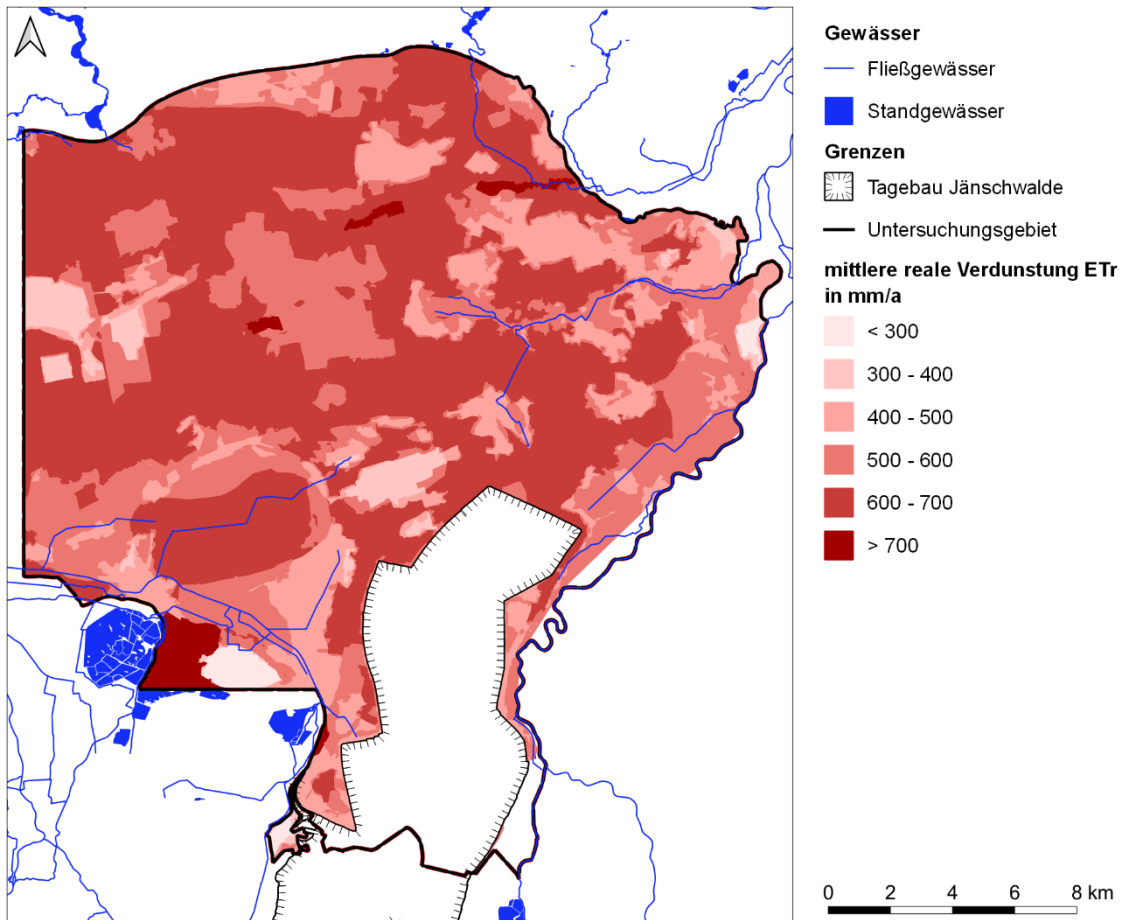 Gewässer
Fließgewässer
Standgewässer
Grenzen
Tagebau Jänschwalde
Untersuchungsgebiet
mittlere reale Verdunstung ETr
in mm/a
< 300
300 - 400
400 - 500
500 - 600
600 - 700
> 700
0 2 4 6 8 km